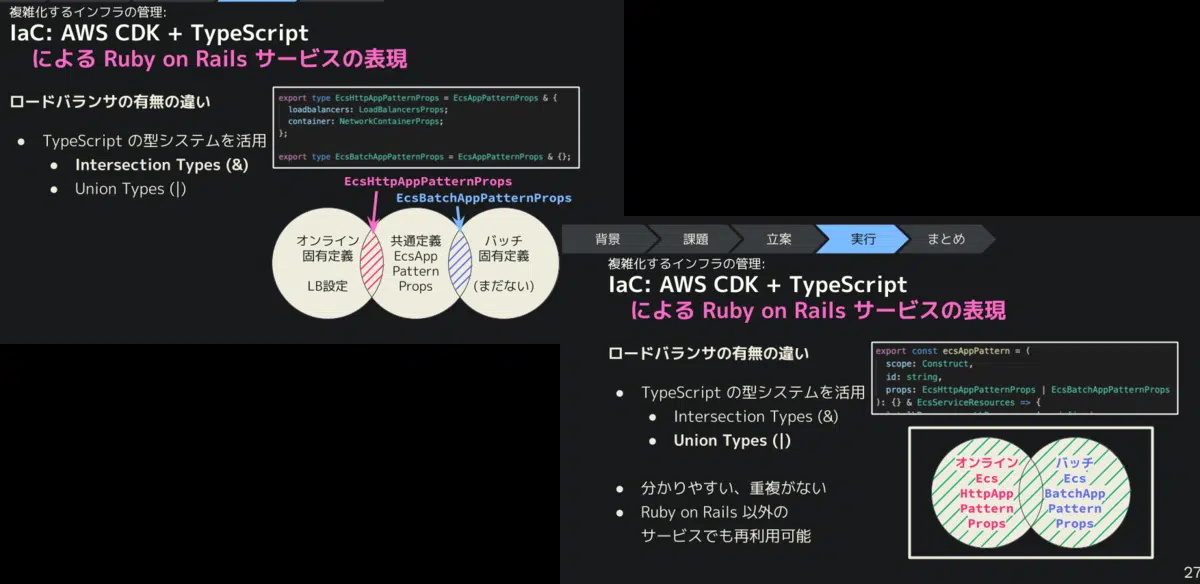 複雑化するインフラの管理:
IaC: AWS CDK + TypeScript
による Ruby on Rails サービスの表現
ロードバランサの有無の違い
● TypeScript の型システムを活用
● Intersection Types (&)
● Union Types (|)
export type EcsHttpAppPatternProps = EcsAppPatternProps & {
loadbalancers: LoadBalancersProps;
container: NetworkContainerProps;
};
export type EcsBatchAppPatternProps = EcsAppPatternProps & {};
EcsHttpAppPatternProps
EcsBatchAppPatternProps
オンライン
固有定義
LB設定
共通定義
EcsApp
Pattern
Props
バッチ
固有定義
(まだない)
背景
課題
立案
実行
まとめ
複雑化するインフラの管理:
IaC: AWS CDK + TypeScript
による Ruby on Rails サービスの表現
ロードバランサの有無の違い
● TypeScript の型システムを活用
● Intersection Types (&)
● Union Types (|)
● 分かりやすい、重複がない
● Ruby on Rails 以外の
サービスでも再利用可能
export const ecsAppPattern = (
scope: Construct,
id: string,
props: EcsHttpAppPatternProps | EcsBatchAppPatternProps
): {} & EcsServiceResources => {
オンライン
Ecs
HttpApp
Pattern
Props
バッチ
Ecs
BatchApp
Pattern
Props
27